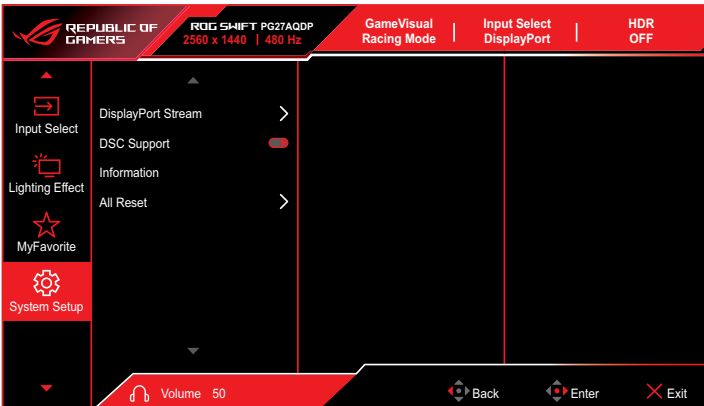 REPUBLIC OF
GAMERS
ROG SWIFT PG27AQDP
2560 x 1440 | 480 Hz
GameVisual
Racing Mode
Input Select
DisplayPort
HDR
OFF
Input Select
Lighting Effect
MyFavorite
System Setup
DisplayPort Stream
DSC Support
Information
All Reset
Volume 50
Back
Enter
Exit